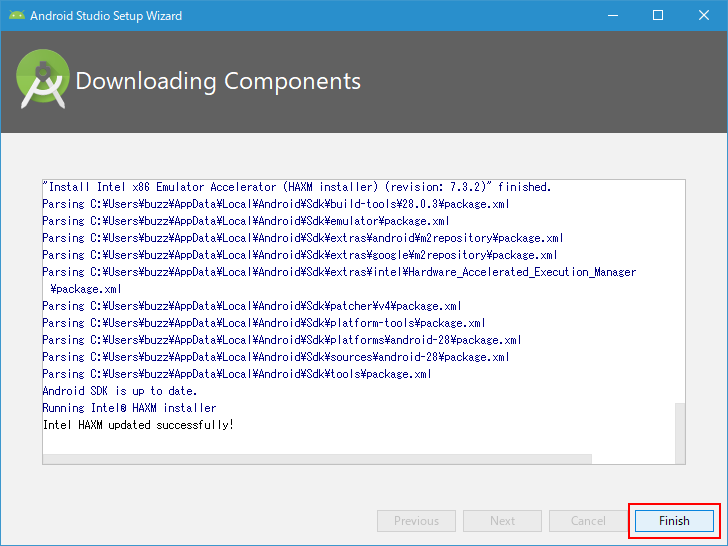 Android Studio Setup Wizard
Downloading Components
"Install Intel x86 Emulator Accelerator (HAXM installer) (revision: 7.3.2)" finished.
Parsing C:¥Users¥buzz¥AppData¥Local¥Android¥Sdk¥build-tools¥28.0.3¥package.xml
Parsing C:¥Users¥buzz¥AppData¥Local¥Android¥Sdk¥emulator¥package.xml
Parsing C:¥Users¥buzz¥AppData¥Local¥Android¥Sdk¥extras¥android¥m2repository¥package.xml
Parsing C:¥Users¥buzz¥AppData¥Local¥Android¥Sdk¥extras¥google¥m2repository¥package.xml
Parsing C:¥Users¥buzz¥AppData¥Local¥Android¥Sdk¥extras¥intel¥Hardware_Accelerated_Execution_Manager
¥package.xml
Parsing C:¥Users¥buzz¥AppData¥Local¥Android¥Sdk¥patcher¥v4¥package.xml
Parsing C:¥Users¥buzz¥AppData¥Local¥Android¥Sdk¥platform-tools¥package.xml
Parsing C:¥Users¥buzz¥AppData¥Local¥Android¥Sdk¥platforms¥android-28¥package.xml
Parsing C:¥Users¥buzz¥AppData¥Local¥Android¥Sdk¥sources¥android-28¥package.xml
Parsing C:¥Users¥buzz¥AppData¥Local¥Android¥Sdk¥tools¥package.xml
Android SDK is up to date.
Running Intel® HAXM installer
Intel HAXM updated successfully!
Previous Next Cancel Finish